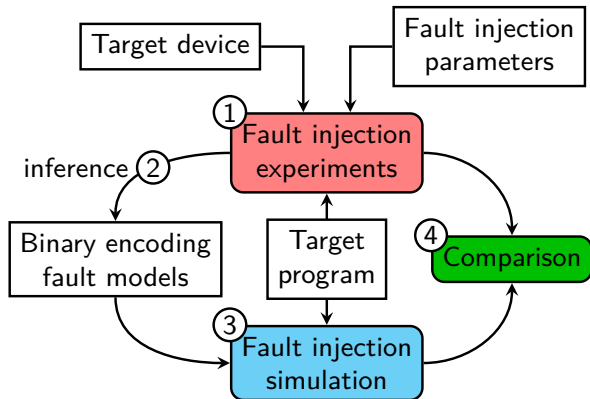 Target device
Fault injection
parameters
1
Fault injection
experiments
inference 2
Binary encoding
fault models
Target
program
4
Comparison
3
Fault injection
simulation